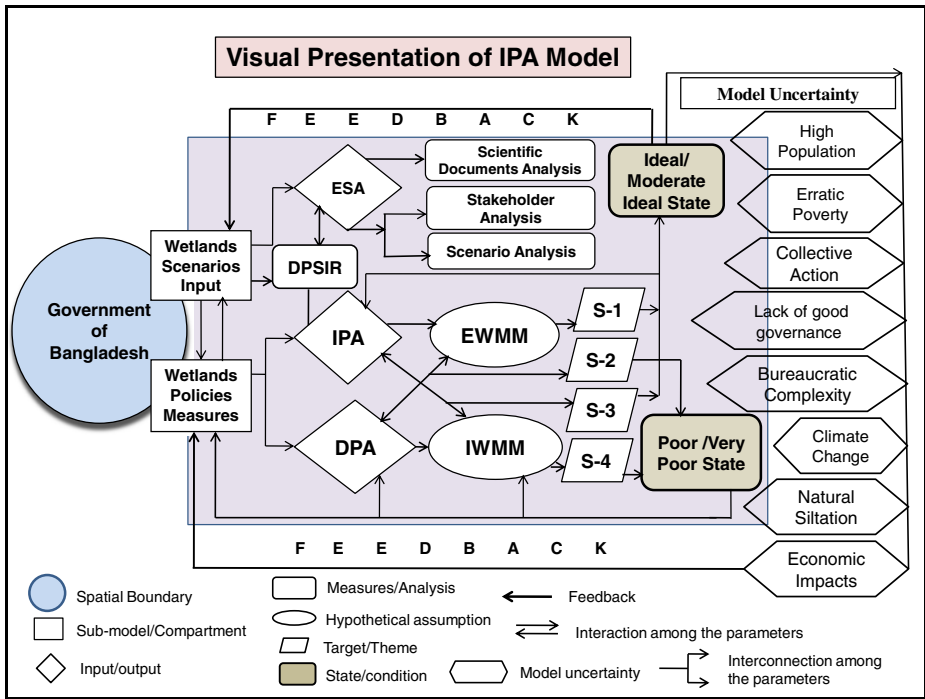 Visual Presentation of IPA Model
Model Uncertainty
F E E D B A C K
High
Population
Scientific
Documents Analysis
Ideal/
Moderate
Ideal State
ESA
Stakeholder
Analysis
Erratic
Poverty
Wetlands
Scenarios
Input
DPSIR
Scenario Analysis
Collective
Action
Government
of
Bangladesh
IPA
EWMM
S-1
Lack of good
governance
S-2
Wetlands
Policies
Measures
Bureaucratic
Complexity
S-3
DPA
IWMM
S-4
Poor /Very
Poor State
Climate
Change
Natural
Siltation
F E E D B A C K
Economic
Impacts
Spatial Boundary
Sub-model/Compartment
Input/output
Measures/Analysis
Hypothetical assumption
Target/Theme
State/condition
Feedback
Interaction among the parameters
Model uncertainty
Interconnection among
the parameters